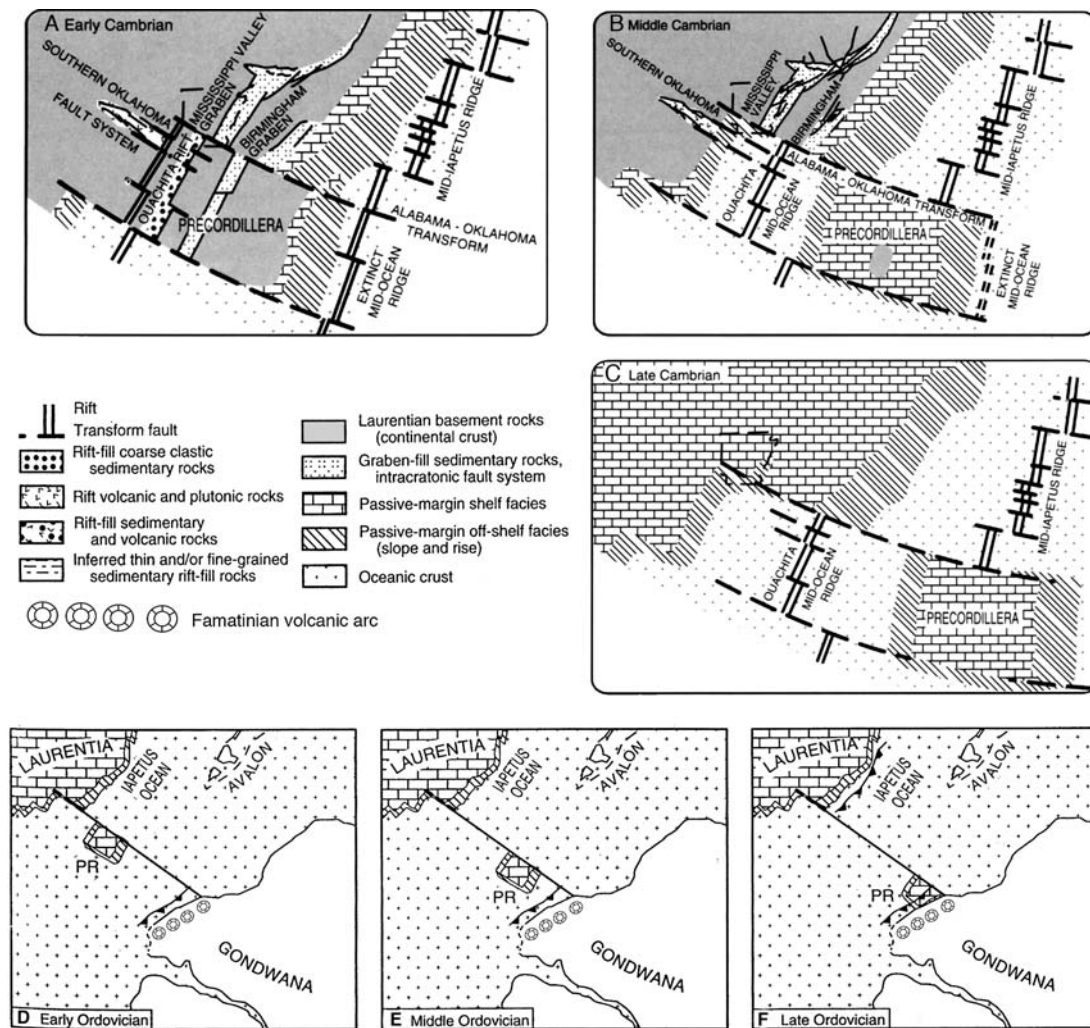 A Early Cambrian
SOUTHERN OKLAHOMA
FAULT SYSTEM
MISSISSIPPI VALLEY
GRABEN
BIRMINGHAM
GRABEN
OUACHITA RIFT
PRECORDILLERA
MID-IAPETUS RIDGE
ALABAMA - OKLAHOMA
TRANSFORM
EXTINCT
MID-OCEAN
RIDGE
B Middle Cambrian
SOUTHERN OKLAHOMA
MISSISSIPPI
VALLEY
BIRMINGHAM
OUACHITA
MID-OCEAN
RIDGE
ALABAMA - OKLAHOMA TRANSFORM
PRECORDILLERA
MID-IAPETUS RIDGE
EXTINCT
MID-OCEAN
RIDGE
C Late Cambrian
OUACHITA
MID-OCEAN
RIDGE
MID-IAPETUS RIDGE
PRECORDILLERA
Rift
Transform fault
Rift-fill coarse clastic
sedimentary rocks
Rift volcanic and plutonic rocks
Rift-fill sedimentary
and volcanic rocks
Inferred thin and/or fine-grained
sedimentary rift-fill rocks
Laurentian basement rocks
(continental crust)
Graben-fill sedimentary rocks,
intracratonic fault system
Passive-margin shelf facies
Passive-margin off-shelf facies
(slope and rise)
Oceanic crust
Famatinian volcanic arc
LAURENTIA
IAPETUS
OCEAN
AVALON
PR
GONDWANA
D Early Ordovician
LAURENTIA
IAPETUS
OCEAN
AVALON
PR
GONDWANA
E Middle Ordovician
LAURENTIA
IAPETUS
OCEAN
AVALON
PR
GONDWANA
F Late Ordovician